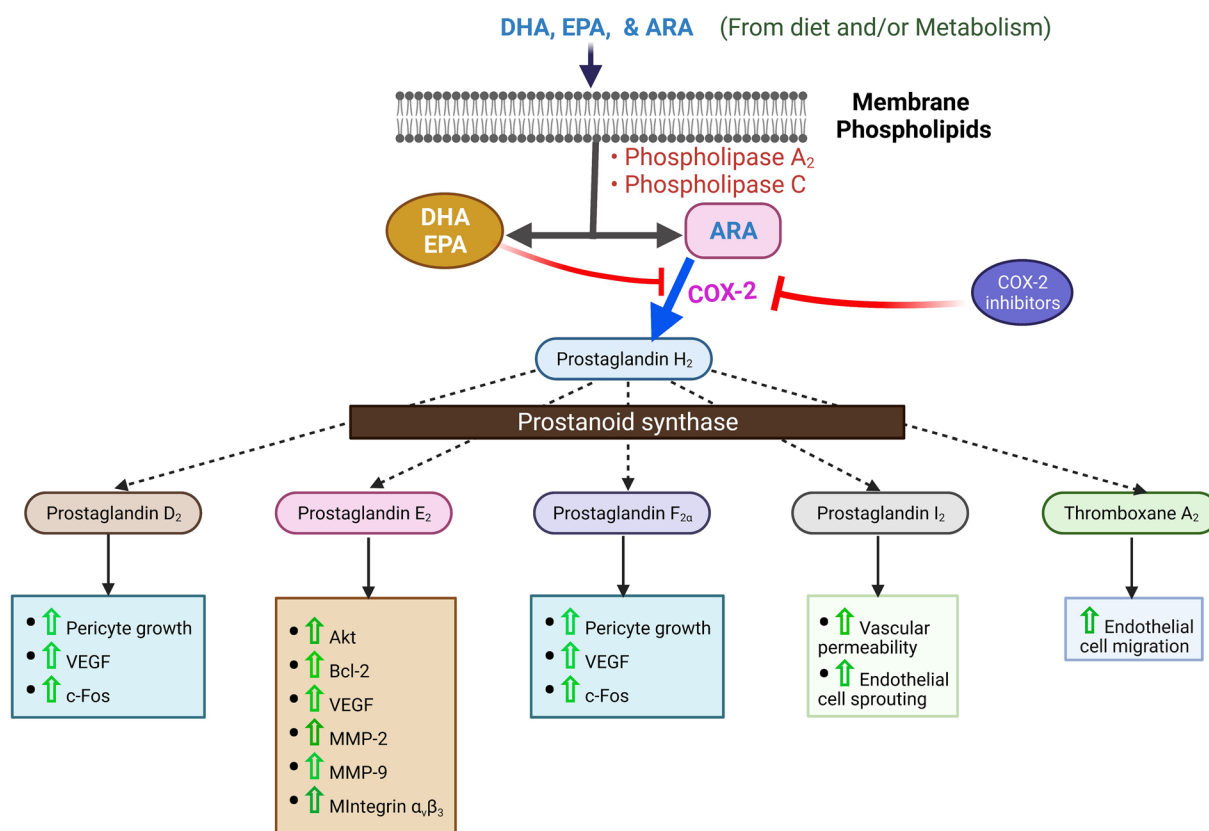 DHA, EPA, & ARA (From diet and/or Metabolism)
Membrane
Phospholipids
• Phospholipase A₂
• Phospholipase C
DHA
EPA
ARA
COX-2
COX-2
inhibitors
Prostaglandin H₂
Prostanoid synthase
Prostaglandin D₂
Prostaglandin E₂
Prostaglandin F₂α
Prostaglandin I₂
Thromboxane A₂
• ⇧ Pericyte growth
• ⇧ VEGF
• ⇧ c-Fos
• ⇧ Akt
• ⇧ Bcl-2
• ⇧ VEGF
• ⇧ MMP-2
• ⇧ MMP-9
• ⇧ MIntegrin αᵥβ₃
• ⇧ Pericyte growth
• ⇧ VEGF
• ⇧ c-Fos
• ⇧ Vascular
permeability
• ⇧ Endothelial
cell sprouting
⇧ Endothelial
cell migration